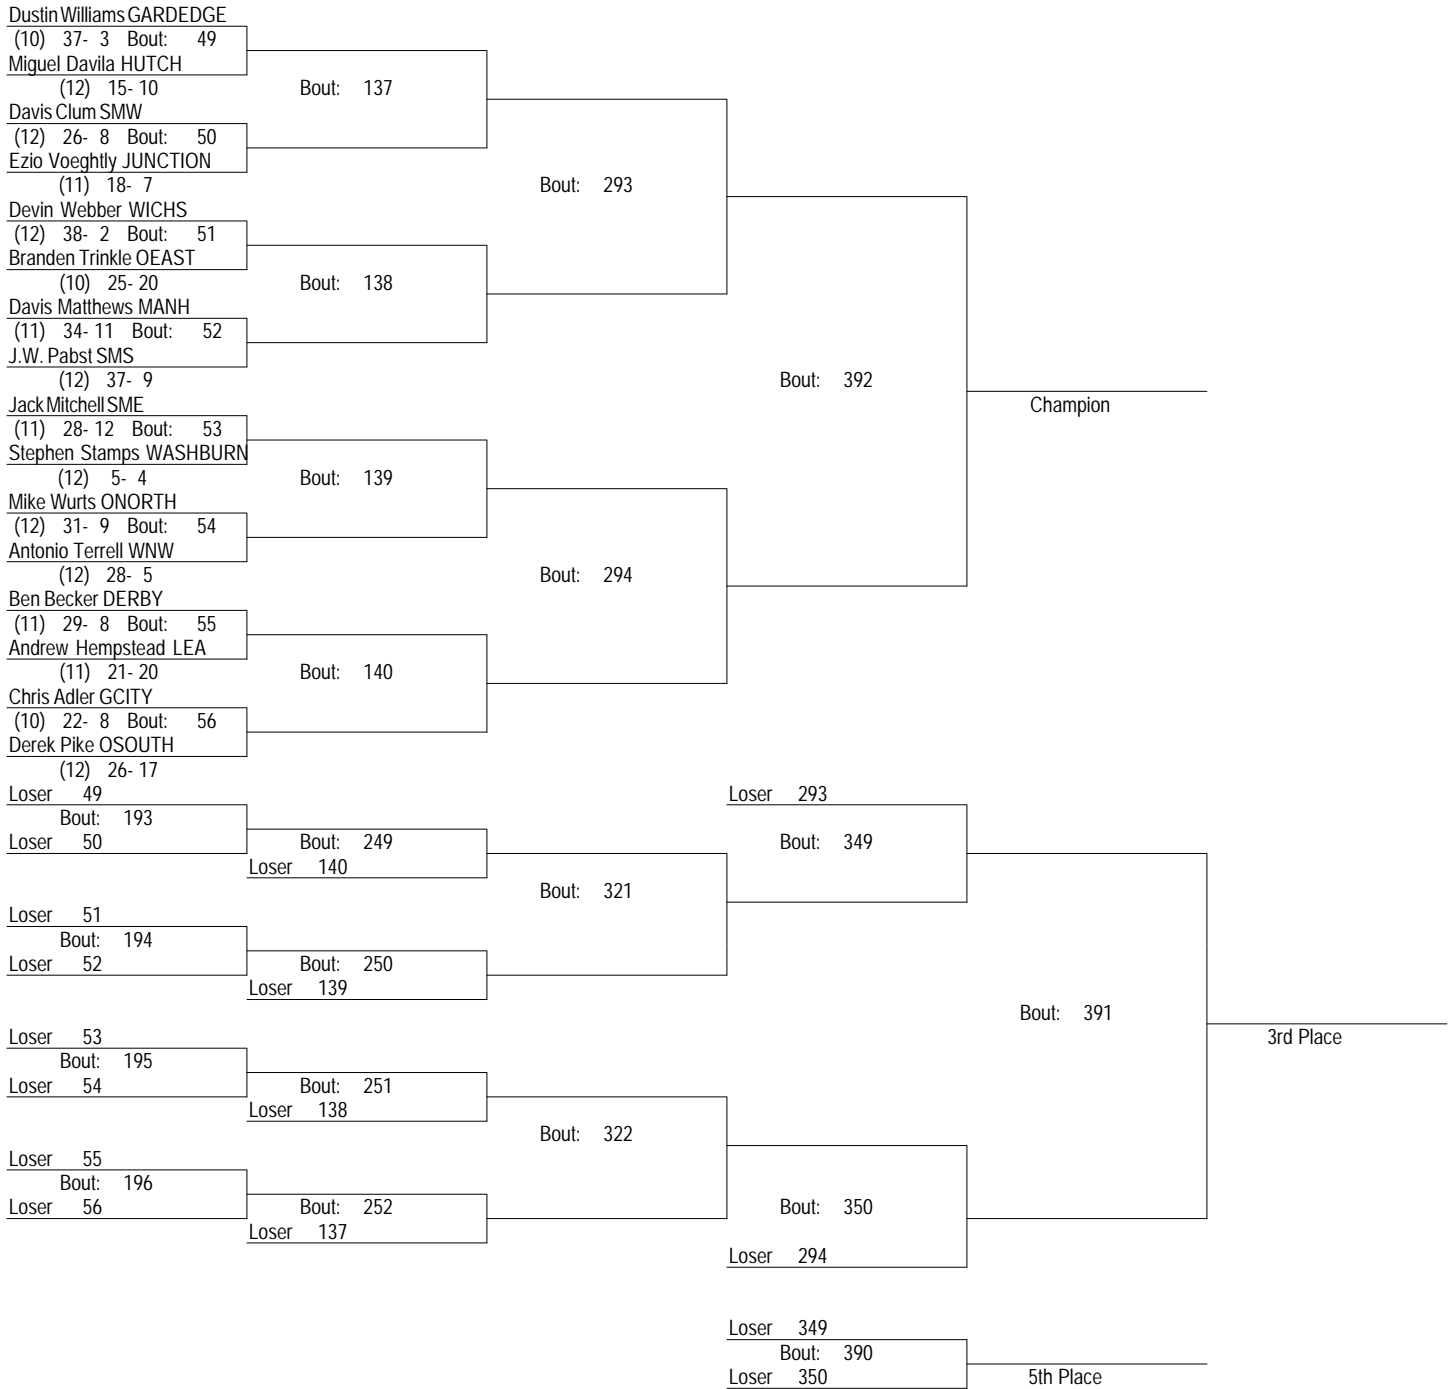 Dustin Williams GARDEDGE
(10) 37- 3 Bout: 49
Miguel Davila HUTCH
(12) 15- 10 Bout: 137
Davis Clum SMW
(12) 26- 8 Bout: 50
Ezio Voeghtly JUNCTION
(11) 18- 7 Bout: 293
Devin Webber WICHS
(12) 38- 2 Bout: 51
Branden Trinkle OEAST
(10) 25- 20 Bout: 138
Davis Matthews MANH
(11) 34- 11 Bout: 52
J.W. Pabst SMS
(12) 37- 9 Bout: 392
Jack Mitchell SME Champion
(11) 28- 12 Bout: 53
Stephen Stamps WASHBURN
(12) 5- 4 Bout: 139
Mike Wurts ONORTH
(12) 31- 9 Bout: 54
Antonio Terrell WNW
(12) 28- 5 Bout: 294
Ben Becker DERBY
(11) 29- 8 Bout: 55
Andrew Hempstead LEA
(11) 21- 20 Bout: 140
Chris Adler GCITY
(10) 22- 8 Bout: 56
Derek Pike OSOUTH
(12) 26- 17
Loser 49 Loser 293
Bout: 193
Loser 50 Bout: 249 Bout: 349
Loser 140
Bout: 321
Loser 51
Bout: 194
Loser 52 Bout: 250
Loser 139
Bout: 391
Loser 53 3rd Place
Bout: 195
Loser 54 Bout: 251
Loser 138
Bout: 322
Loser 55
Bout: 196
Loser 56 Bout: 252 Bout: 350
Loser 137
Loser 294
Loser 349
Bout: 390
Loser 350 5th Place